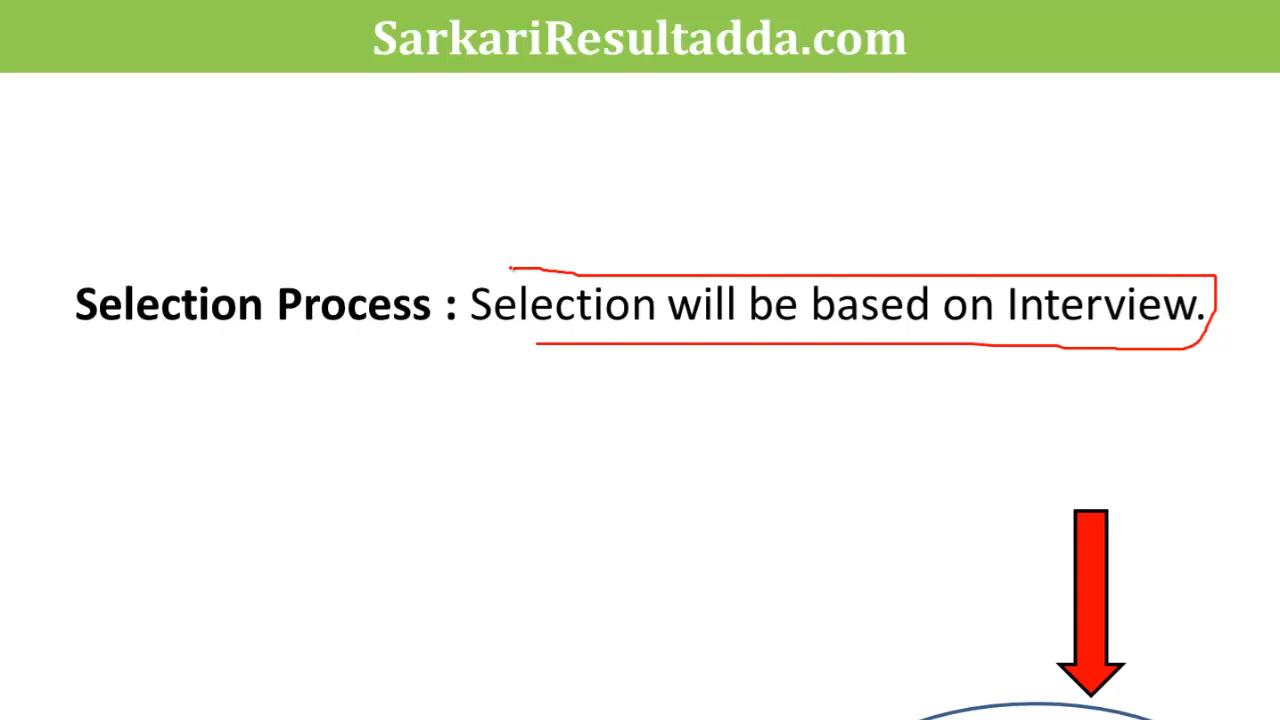 SarkariResultadda.com
Selection Process : Selection will be based on Interview.